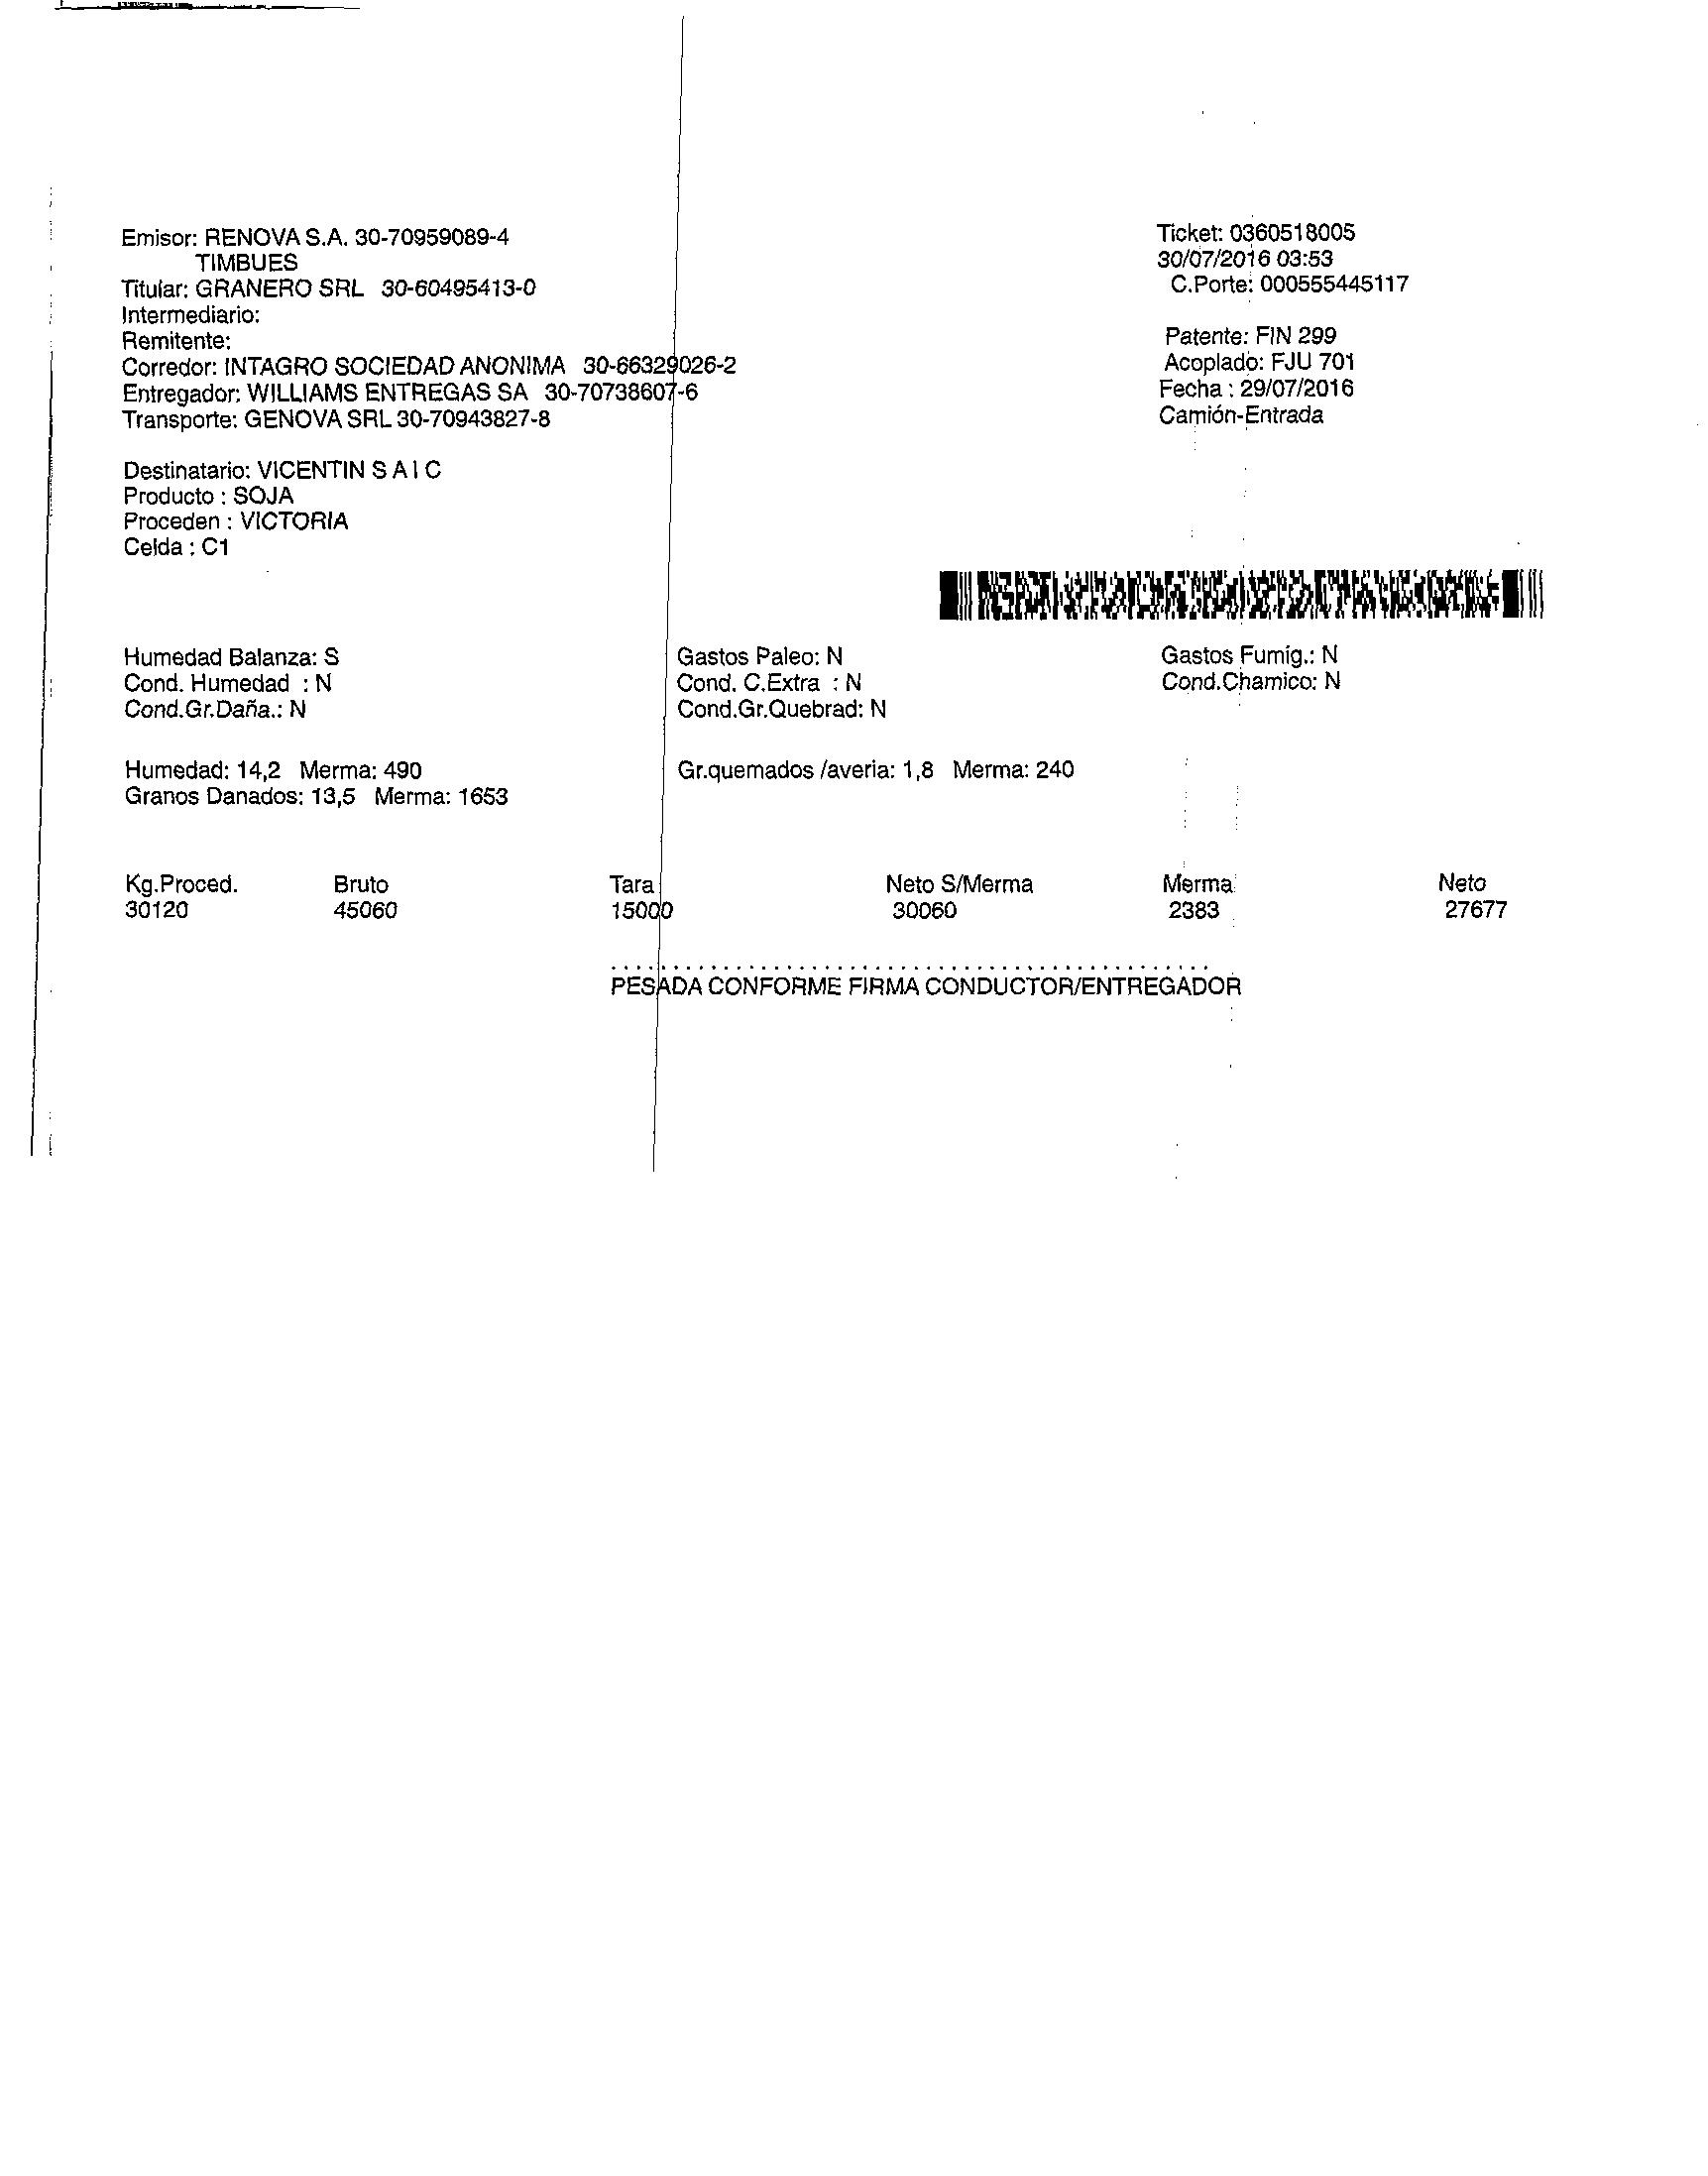 Emisor: RENOVA S.A. 30-70959089-4
TIMBUES
Titular: GRANERO SRL 30-60495413-0
Intermediario:
Remitente:
Corredor: INTAGRO SOCIEDAD ANONIMA 30-66329026-2
Entregador: WILLIAMS ENTREGAS SA 30-70738607-6
Transporte: GENOVA SRL 30-70943827-8
Ticket: 0360518005
30/07/2016 03:53
C.Porte: 000555445117
Patente: FIN 299
Acoplado: FJU 701
Fecha : 29/07/2016
Camión-Entrada
Destinatario: VICENTIN S A I C
Producto : SOJA
Proceden : VICTORIA
Celda : C1
Humedad Balanza: S Gastos Paleo: N Gastos Fumig.: N
Cond. Humedad : N Cond. C.Extra : N Cond.Chamico: N
Cond.Gr.Daña.: N Cond.Gr.Quebrad: N
Humedad: 14,2 Merma: 490 Gr.quemados /averia: 1,8 Merma: 240
Granos Danados: 13,5 Merma: 1653
Kg.Proced. Bruto Tara Neto S/Merma Merma Neto
30120 45060 15000 30060 2383 27677
PESADA CONFORME FIRMA CONDUCTOR/ENTREGADOR